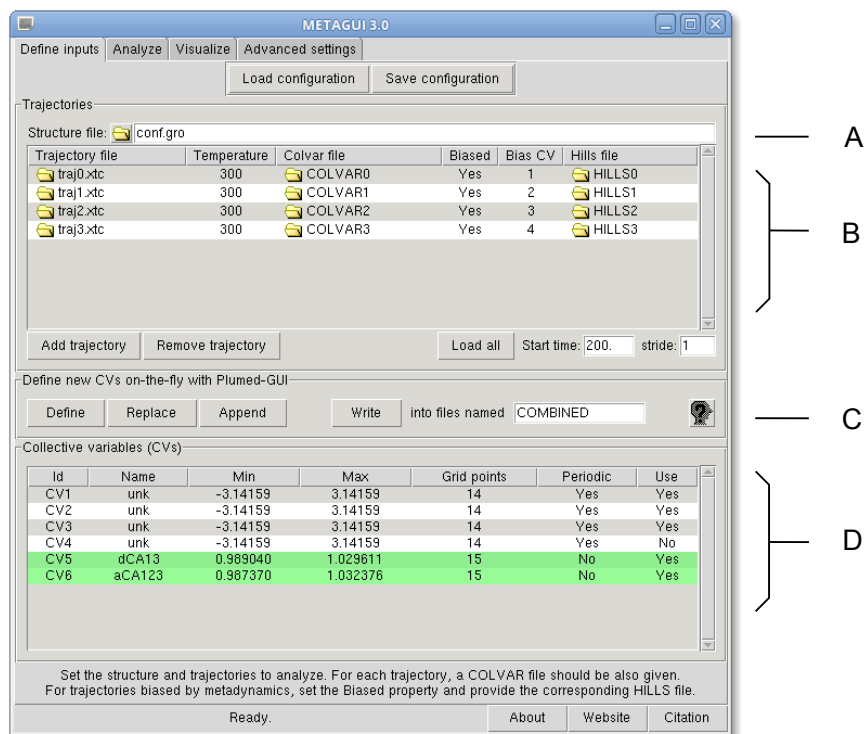 METAGUI 3.0
Define inputs Analyze Visualize Advanced settings
Load configuration Save configuration
Trajectories
Structure file: conf.gro
A
Trajectory file Temperature Colvar file Biased Bias CV Hills file
traj0.xtc 300 COLVAR0 Yes 1 HILLS0
traj1.xtc 300 COLVAR1 Yes 2 HILLS1
traj2.xtc 300 COLVAR2 Yes 3 HILLS2
traj3.xtc 300 COLVAR3 Yes 4 HILLS3
B
Add trajectory Remove trajectory Load all Start time: 200. stride: 1
Define new CVs on-the-fly with Plumed-GUI
Define Replace Append Write into files named COMBINED ?
C
Collective variables (CVs)
Id Name Min Max Grid points Periodic Use
CV1 unk -3.14159 3.14159 14 Yes Yes
CV2 unk -3.14159 3.14159 14 Yes Yes
CV3 unk -3.14159 3.14159 14 Yes Yes
CV4 unk -3.14159 3.14159 14 Yes No
D
CV5 dCA13 0.989040 1.029611 15 No Yes
CV6 aCA123 0.987370 1.032376 15 No Yes
Set the structure and trajectories to analyze. For each trajectory, a COLVAR file should be also given.
For trajectories biased by metadynamics, set the Biased property and provide the corresponding HILLS file.
Ready. About Website Citation